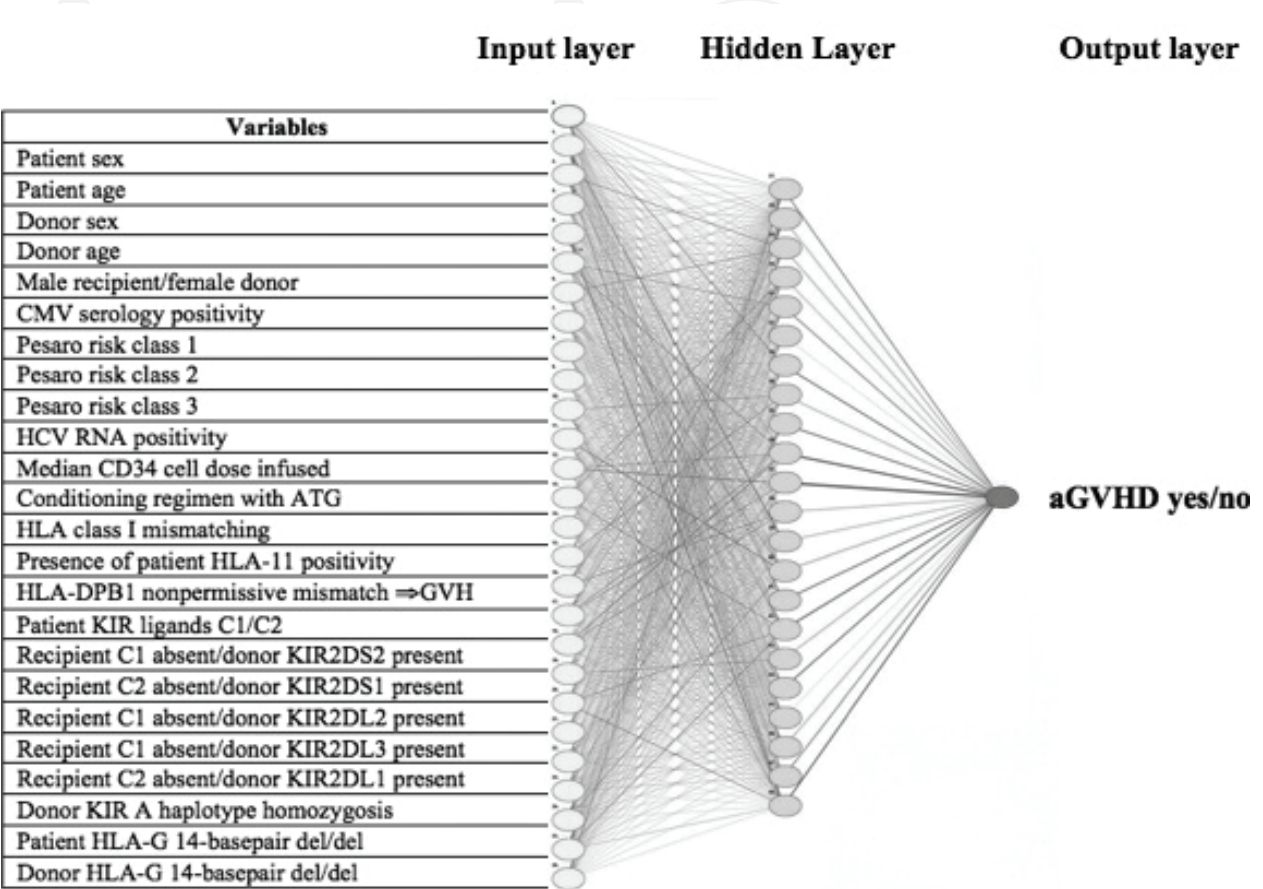 Input layer Hidden Layer Output layer
Variables
Patient sex
Patient age
Donor sex
Donor age
Male recipient/female donor
CMV serology positivity
Pesaro risk class 1
Pesaro risk class 2
Pesaro risk class 3
HCV RNA positivity
Median CD34 cell dose infused
Conditioning regimen with ATG
HLA class I mismatching
Presence of patient HLA-11 positivity
HLA-DPB1 nonpermissive mismatch ⇒GVH
Patient KIR ligands C1/C2
Recipient C1 absent/donor KIR2DS2 present
Recipient C2 absent/donor KIR2DS1 present
Recipient C1 absent/donor KIR2DL2 present
Recipient C1 absent/donor KIR2DL3 present
Recipient C2 absent/donor KIR2DL1 present
Donor KIR A haplotype homozygosis
Patient HLA-G 14-basepair del/del
Donor HLA-G 14-basepair del/del
aGVHD yes/no